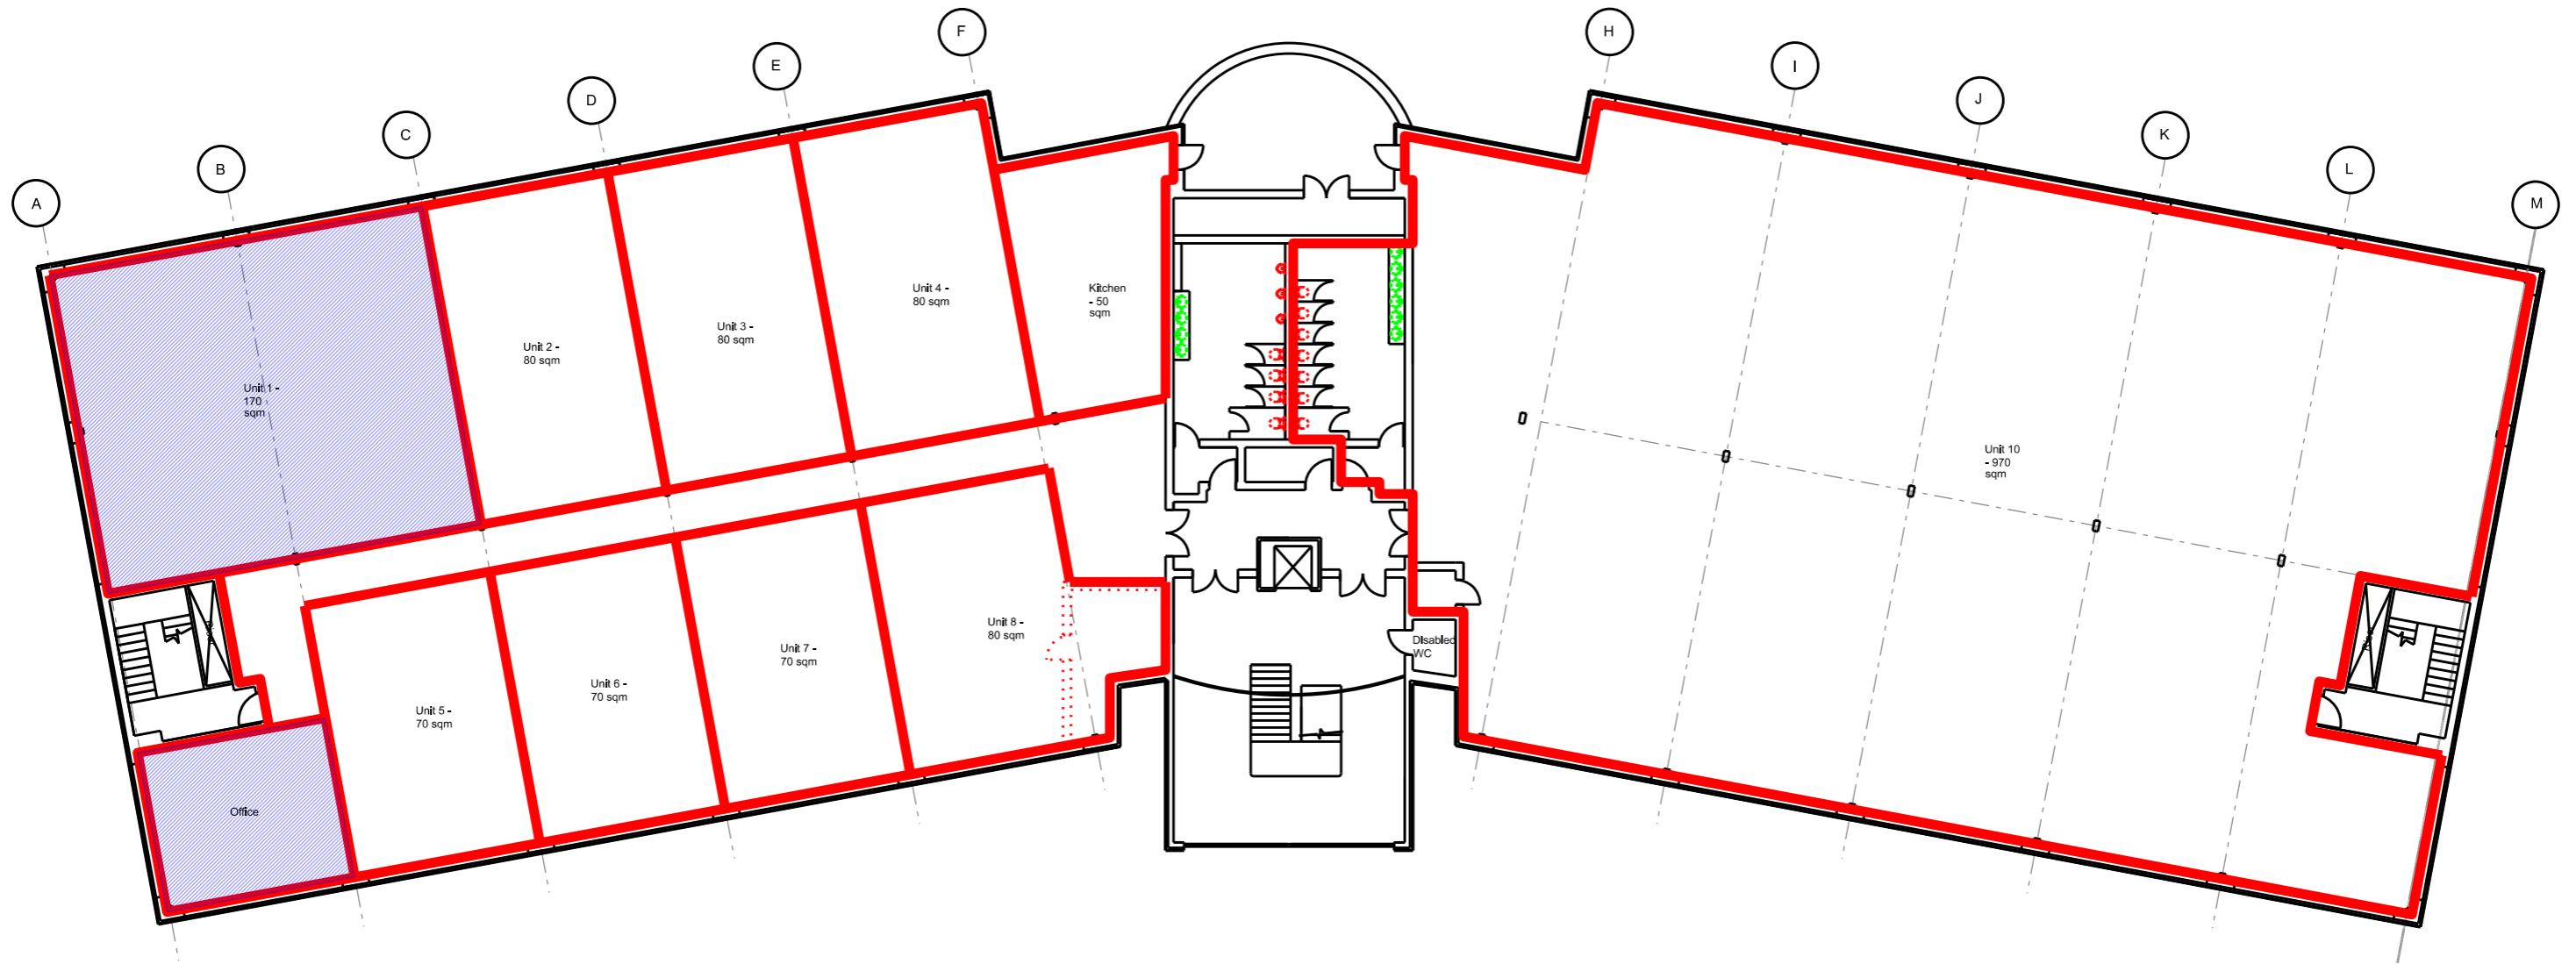 F
H
E
I
D
J
C
K
B
L
A
M
Unit 4 -
80 sqm
Kitchen
- 50
sqm
Unit 3 -
80 sqm
Unit 2 -
80 sqm
Unit 1 -
170
sqm
Unit 10
- 970
sqm
Unit 8 -
80 sqm
Disabled
WC
Unit 7 -
70 sqm
Unit 6 -
70 sqm
Unit 5 -
70 sqm
Office